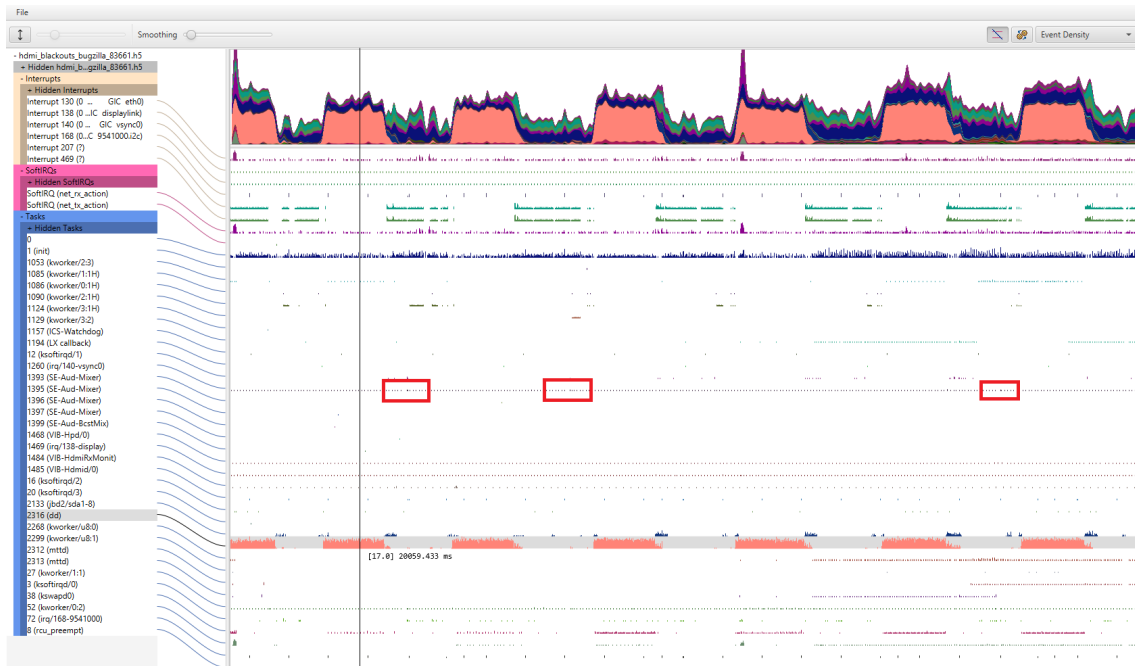 File
Smoothing
Event Density
- hdmi_blackouts_bugzilla_83661.h5
+ Hidden hdmi_b...gzilla_83661.h5
- Interrupts
+ Hidden Interrupts
Interrupt 130 (0 ... GIC eth0)
Interrupt 138 (0 ...IC displaylink)
Interrupt 140 (0 ... GIC vsync0)
Interrupt 168 (0...C 9541000.i2c)
Interrupt 207 (?)
Interrupt 469 (?)
- SoftIRQs
+ Hidden SoftIRQs
SoftIRQ (net_rx_action)
SoftIRQ (net_tx_action)
- Tasks
+ Hidden Tasks
0
1 (init)
1053 (kworker/2:3)
1085 (kworker/1:1H)
1086 (kworker/0:1H)
1090 (kworker/2:1H)
1124 (kworker/3:1H)
1129 (kworker/3:2)
1157 (ICS-Watchdog)
1194 (LX callback)
12 (ksoftirqd/1)
1260 (irq/140-vsync0)
1393 (SE-Aud-Mixer)
1395 (SE-Aud-Mixer)
1396 (SE-Aud-Mixer)
1397 (SE-Aud-Mixer)
1399 (SE-Aud-BcstMix)
1468 (VIB-Hpd/0)
1469 (irq/138-display)
1484 (VIB-HdmiRxMonit)
1485 (VIB-Hdmid/0)
16 (ksoftirqd/2)
20 (ksoftirqd/3)
2133 (jbd2/sda1-8)
2316 (dd)
2268 (kworker/u8:0)
2299 (kworker/u8:1)
2312 (mttd)
2313 (mttd)
27 (kworker/1:1)
3 (ksoftirqd/0)
38 (kswapd0)
52 (kworker/0:2)
72 (irq/168-9541000)
8 (rcu_preempt)
[17.0] 20059.433 ms